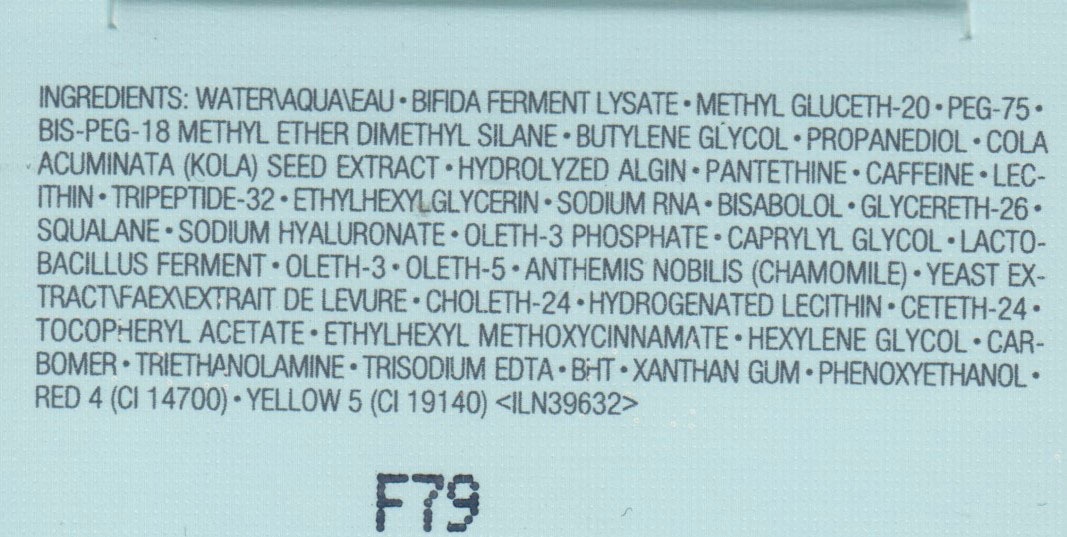 INGREDIENTS: WATER\AQUA\EAU • BIFIDA FERMENT LYSATE • METHYL GLUCETH-20 • PEG-75 •
BIS-PEG-18 METHYL ETHER DIMETHYL SILANE • BUTYLENE GLYCOL • PROPANEDIOL • COLA
ACUMINATA (KOLA) SEED EXTRACT • HYDROLYZED ALGIN • PANTETHINE • CAFFEINE • LEC-
ITHIN • TRIPEPTIDE-32 • ETHYLHEXYLGLYCERIN • SODIUM RNA • BISABOLOL • GLYCERETH-26 •
SQUALANE • SODIUM HYALURONATE • OLETH-3 PHOSPHATE • CAPRYLYL GLYCOL • LACTO-
BACILLUS FERMENT • OLETH-3 • OLETH-5 • ANTHEMIS NOBILIS (CHAMOMILE) • YEAST EX-
TRACT\FAEX\EXTRAIT DE LEVURE • CHOLETH-24 • HYDROGENATED LECITHIN • CETETH-24 •
TOCOPHERYL ACETATE • ETHYLHEXYL METHOXYCINNAMATE • HEXYLENE GLYCOL • CAR-
BOMER • TRIETHANOLAMINE • TRISODIUM EDTA • BHT • XANTHAN GUM • PHENOXYETHANOL •
RED 4 (CI 14700) • YELLOW 5 (CI 19140) <ILN39632>
F79